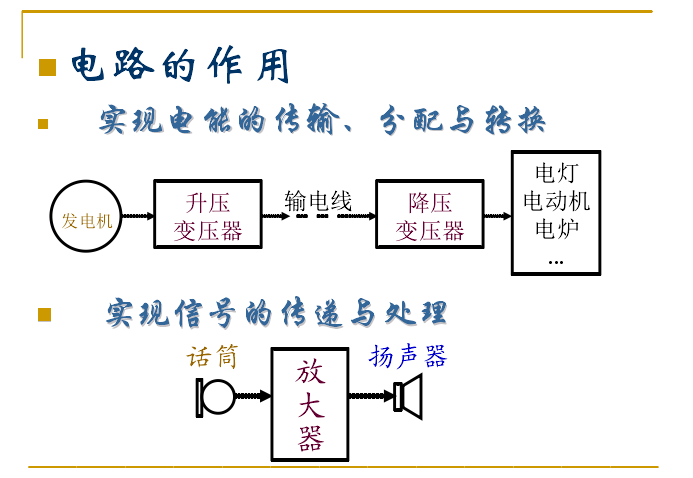 电路的作用
实现电能的传输、分配与转换
发电机
升压
变压器
输电线
降压
变压器
电灯
电动机
电炉
...
实现信号的传递与处理
话筒
放
大
器
扬声器